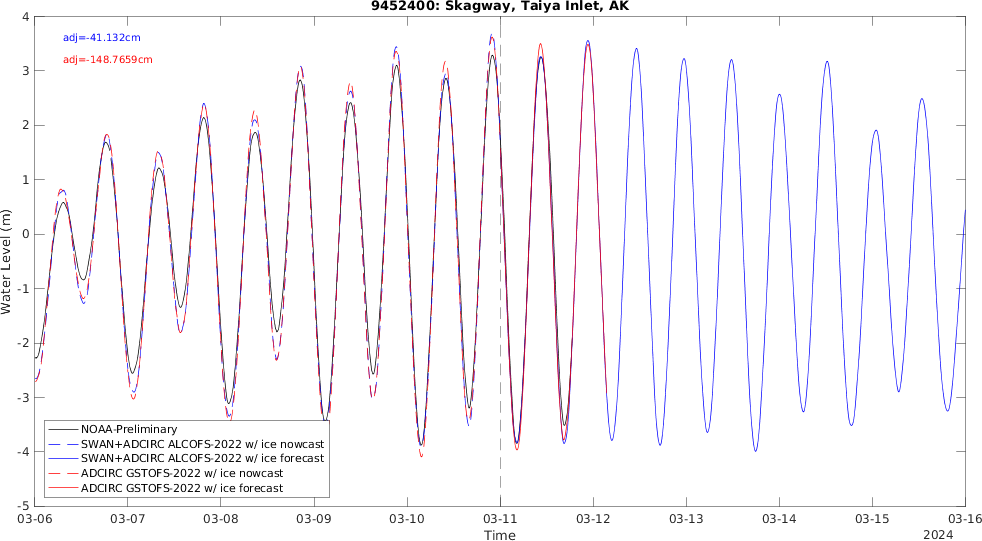 9452400: Skagway, Taiya Inlet, AK
adj=-41.132cm
adj=-148.7659cm
Water Level (m)
4
3
2
1
0
-1
-2
-3
-4
-5
NOAA-Preliminary
SWAN+ADCIRC ALCOFS-2022 w/ ice nowcast
SWAN+ADCIRC ALCOFS-2022 w/ ice forecast
ADCIRC GSTOFS-2022 w/ ice nowcast
ADCIRC GSTOFS-2022 w/ ice forecast
03-06 03-07 03-08 03-09 03-10 03-11 03-12 03-13 03-14 03-15 03-16
Time
2024